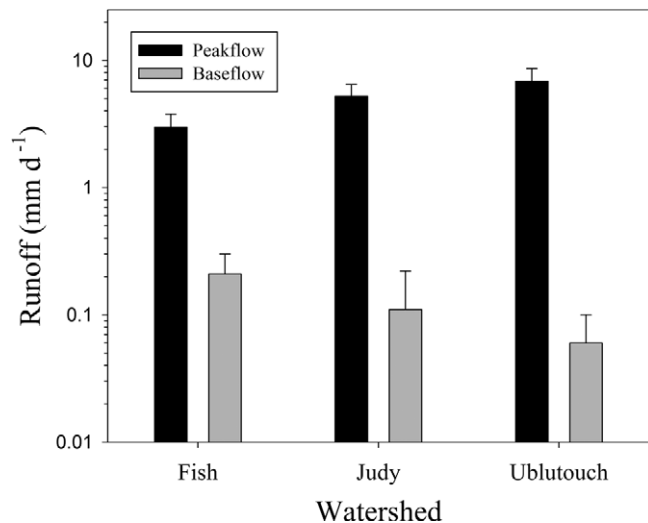 Peakflow
Baseflow
Runoff (mm d⁻¹)
10
1
0.1
0.01
Fish Judy Ublutouch
Watershed